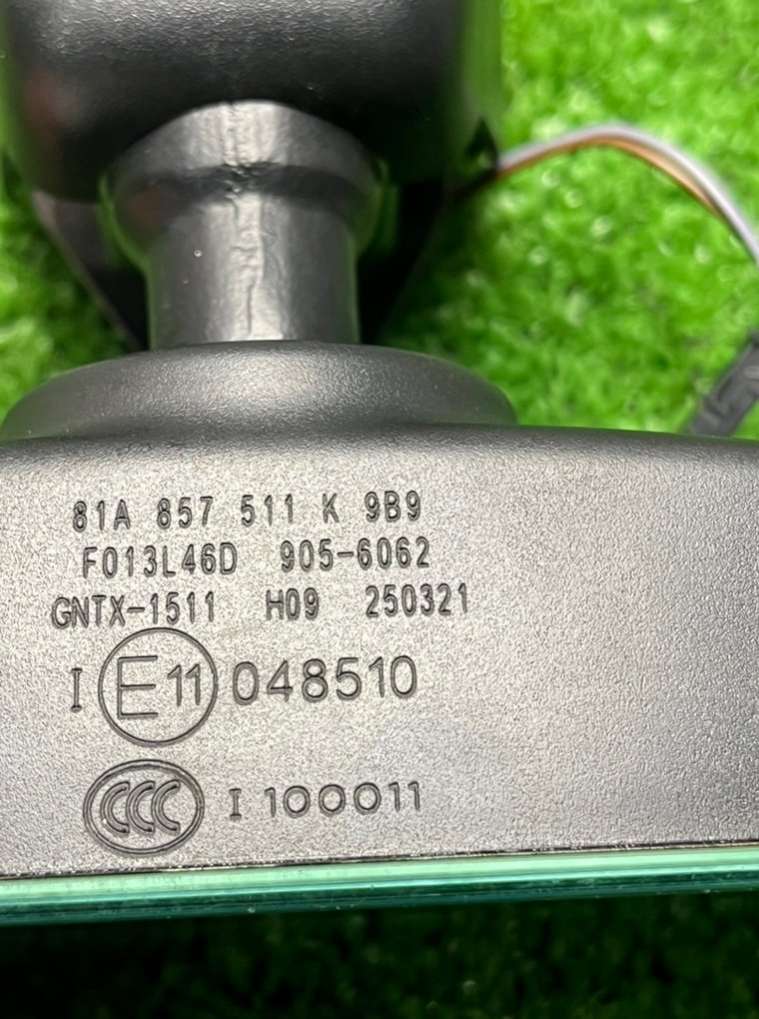 81A 857 511 K 9B9
F013L46D 905-6062
GNTX-1511 H09 250321
I E11 048510
CCC I 100011